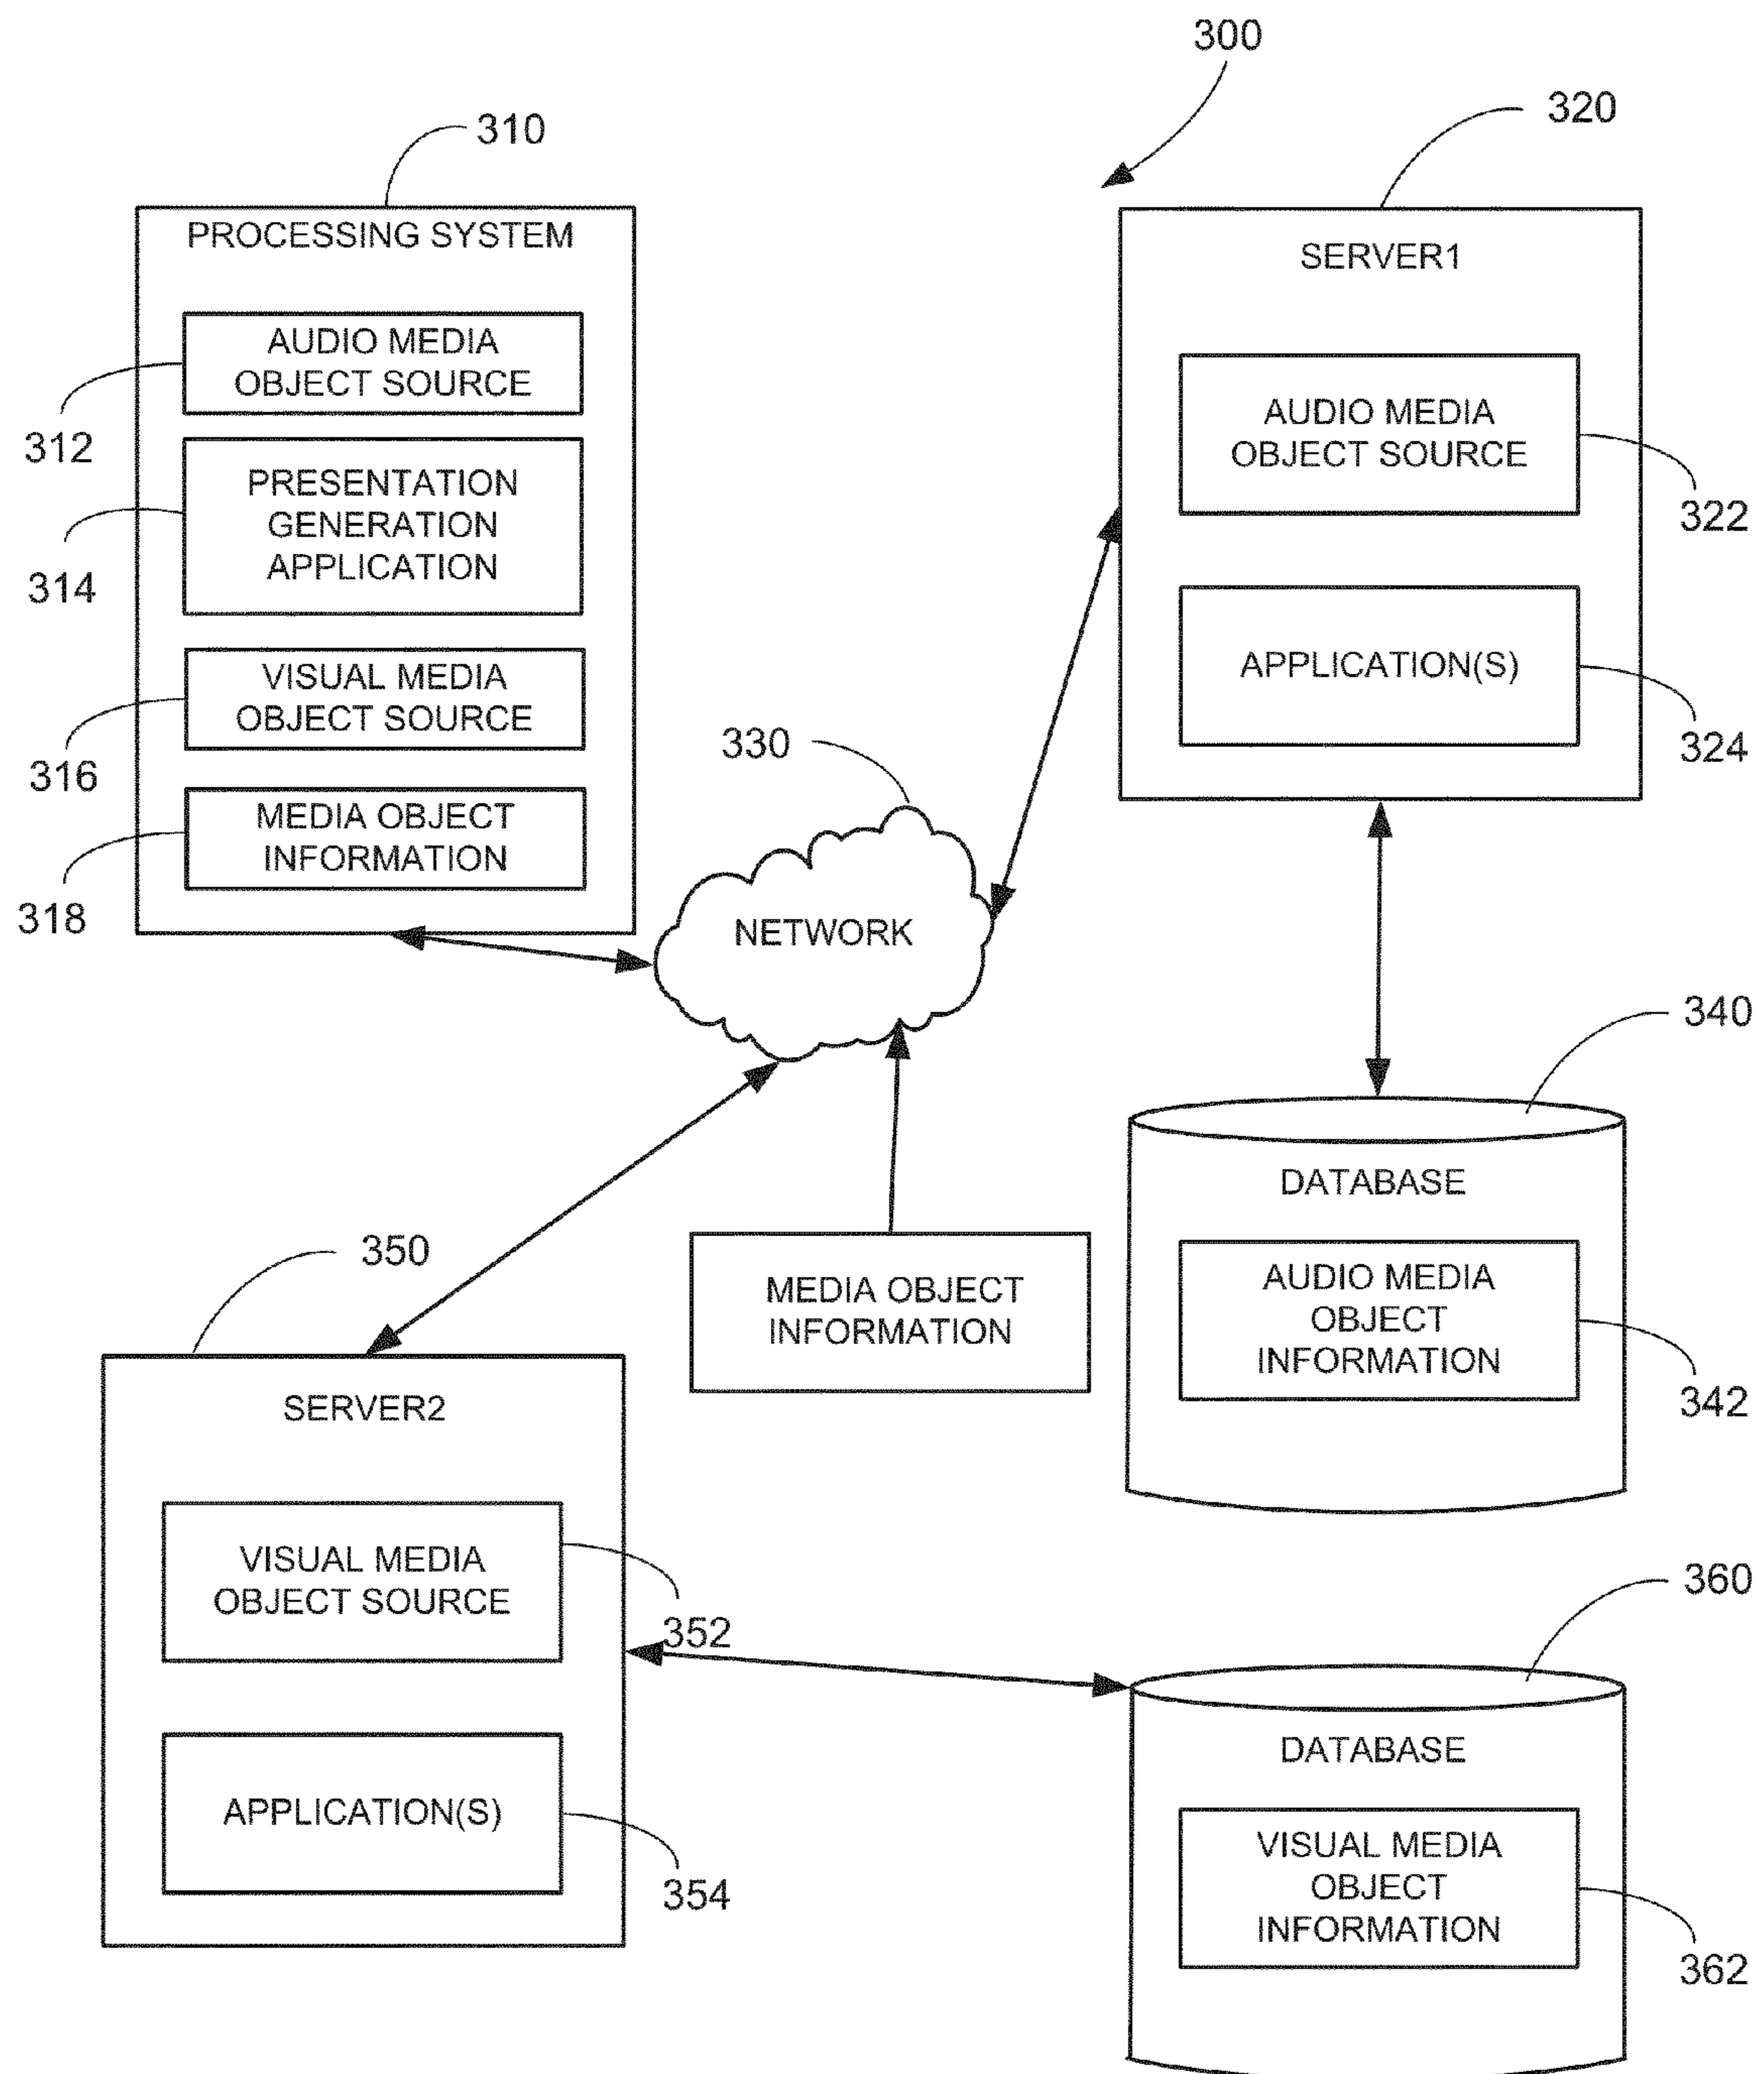 300
310
320
PROCESSING SYSTEM
AUDIO MEDIA
OBJECT SOURCE
312
PRESENTATION
GENERATION
APPLICATION
314
VISUAL MEDIA
OBJECT SOURCE
316
MEDIA OBJECT
INFORMATION
318
SERVER1
AUDIO MEDIA
OBJECT SOURCE
322
APPLICATION(S)
324
330
NETWORK
340
DATABASE
AUDIO MEDIA
OBJECT
INFORMATION
342
MEDIA OBJECT
INFORMATION
350
SERVER2
VISUAL MEDIA
OBJECT SOURCE
352
APPLICATION(S)
354
360
DATABASE
VISUAL MEDIA
OBJECT
INFORMATION
362